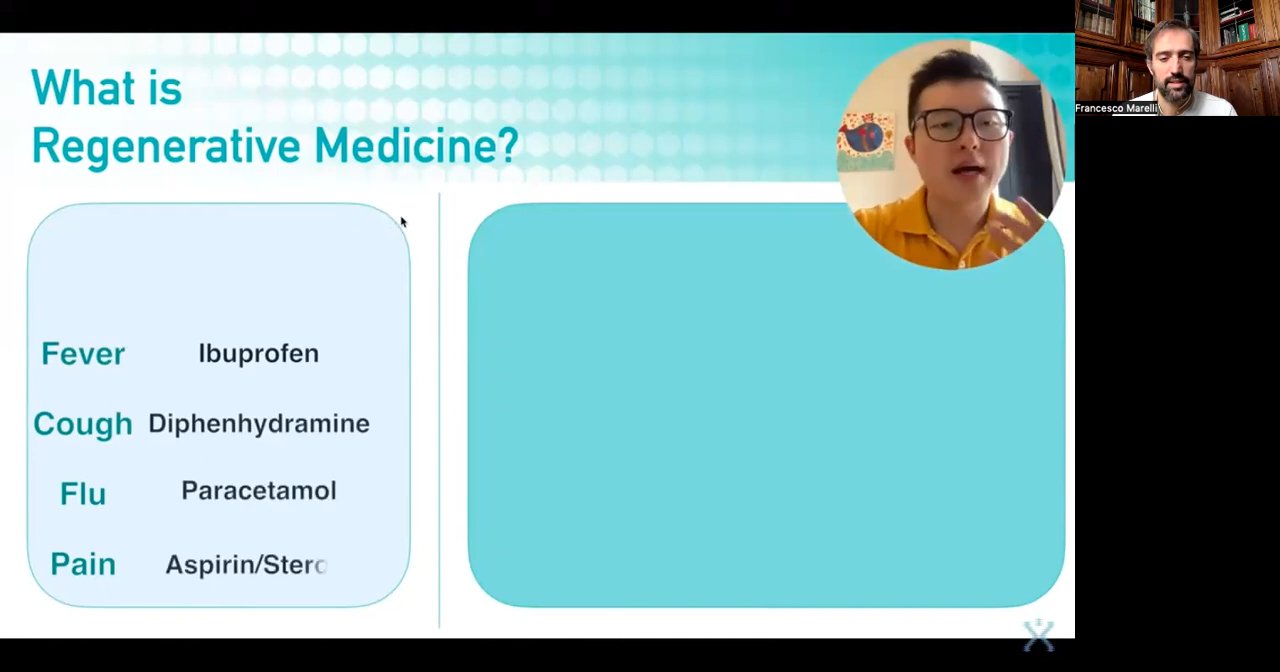 What is
Regenerative Medicine?
Francesco Marelli
Fever Ibuprofen
Cough Diphenhydramine
Flu Paracetamol
Pain Aspirin/Stero